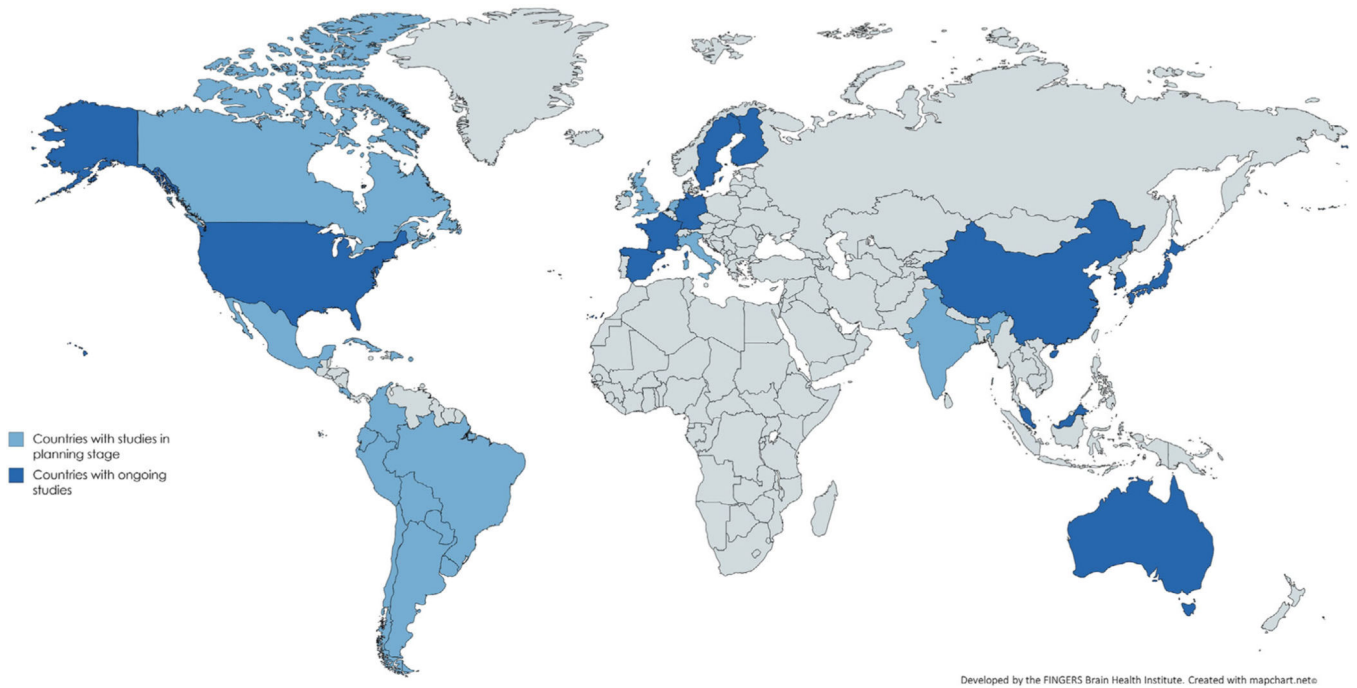 Countries with studies in
planning stage
Countries with ongoing
studies
Developed by the FINGERS Brain Health Institute. Created with mapchart.net©